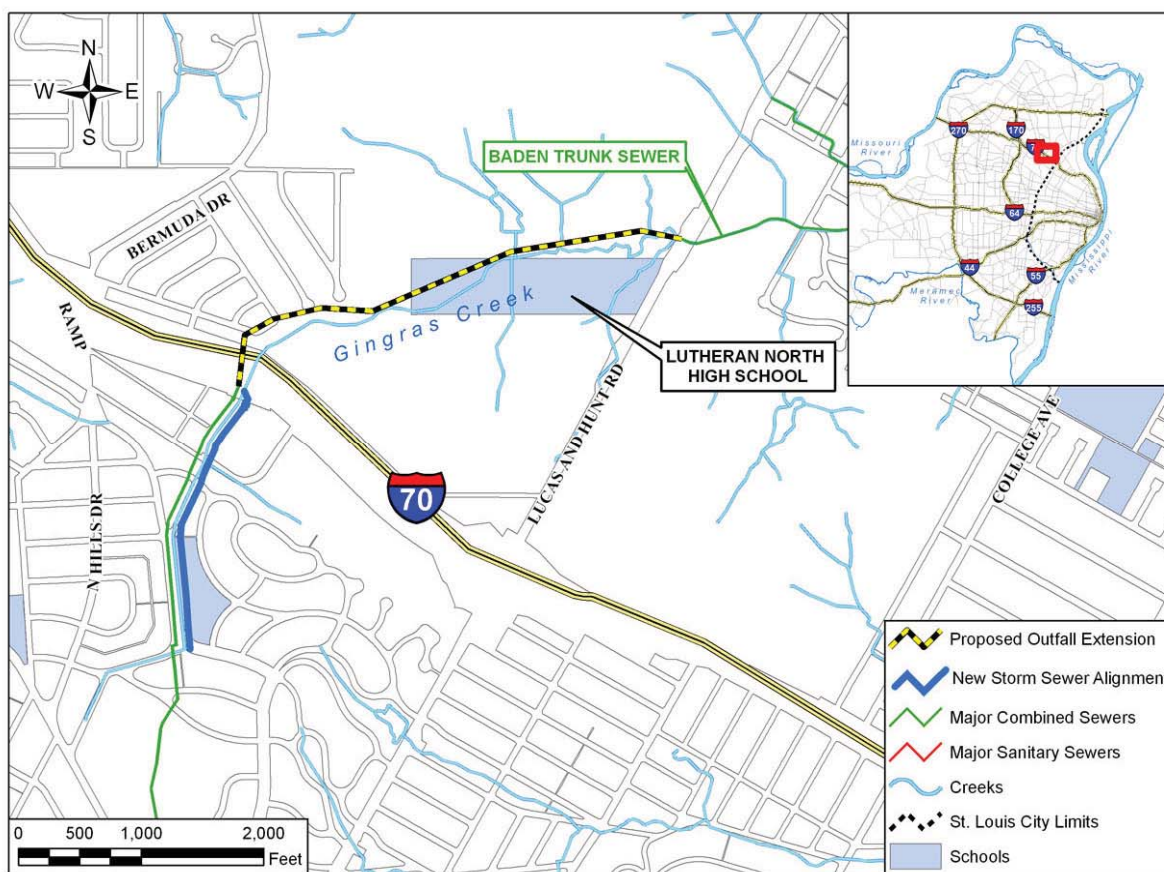 N
W E
S
BERMUDA DR
RAMP
N HILLS DR
Gingras Creek
BADEN TRUNK SEWER
LUTHERAN NORTH
HIGH SCHOOL
LUCAS AND HUNT RD
COLLEGE AVE
70
Missouri
River
270
170
64
44
55
255
Meramec
River
Mississippi
River
0 500 1,000 2,000
Feet
Proposed Outfall Extension
New Storm Sewer Alignment
Major Combined Sewers
Major Sanitary Sewers
Creeks
St. Louis City Limits
Schools